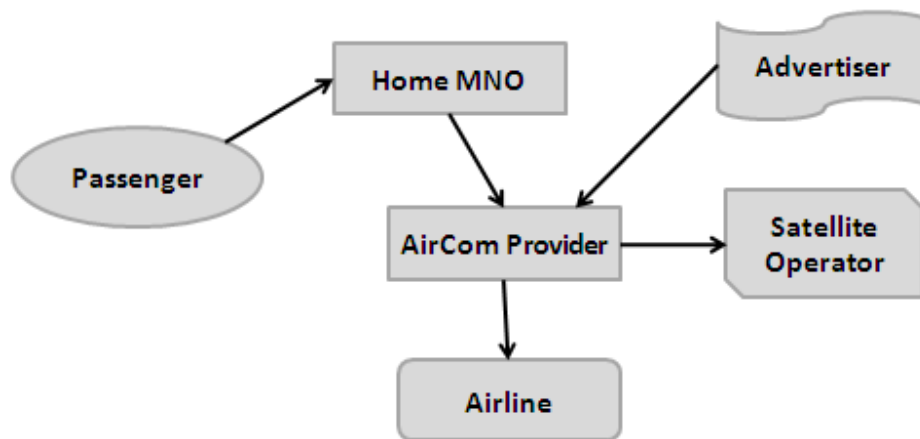 Home MNO
Advertiser
Passenger
AirCom Provider
Satellite
Operator
Airline